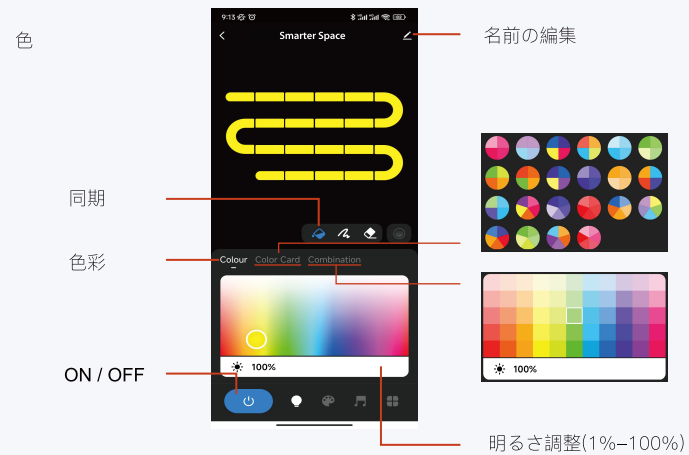 色
9:13
Smarter Space
名前の編集
同期
色彩
Colour Color Card Combination
100%
100%
ON / OFF
明るさ調整(1%–100%)